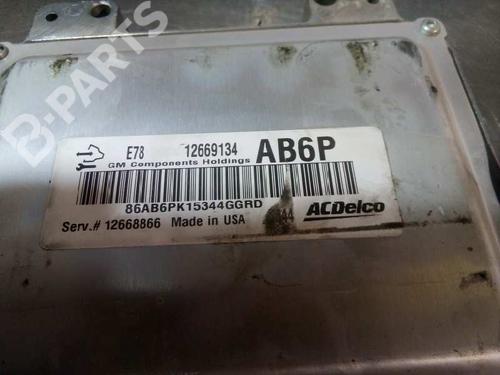 B-PARTS
E78 12669134 AB6P
GM Components Holdings
86AB6PK15344GGRD
Serv.# 12668866 Made in USA
ACDelco